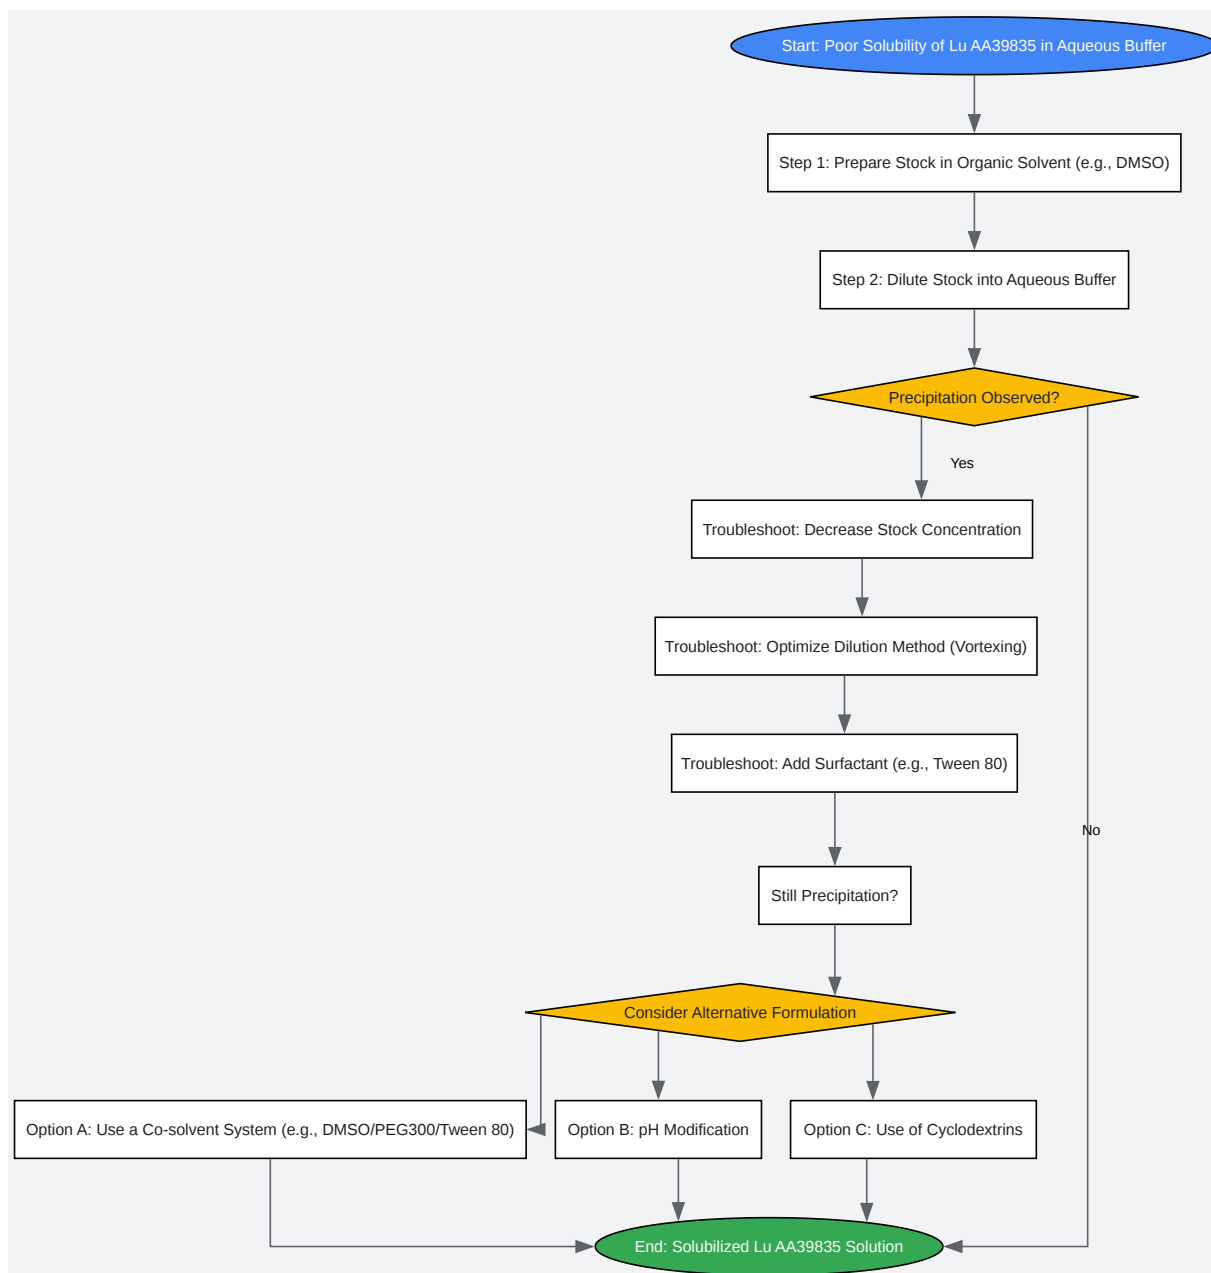 Start: Poor Solubility of Lu AA39835 in Aqueous Buffer
Step 1: Prepare Stock in Organic Solvent (e.g., DMSO)
Step 2: Dilute Stock into Aqueous Buffer
Precipitation Observed?
Yes
Troubleshoot: Decrease Stock Concentration
Troubleshoot: Optimize Dilution Method (Vortexing)
Troubleshoot: Add Surfactant (e.g., Tween 80)
No
Still Precipitation?
Consider Alternative Formulation
Option A: Use a Co-solvent System (e.g., DMSO/PEG300/Tween 80)
Option B: pH Modification
Option C: Use of Cyclodextrins
End: Solubilized Lu AA39835 Solution